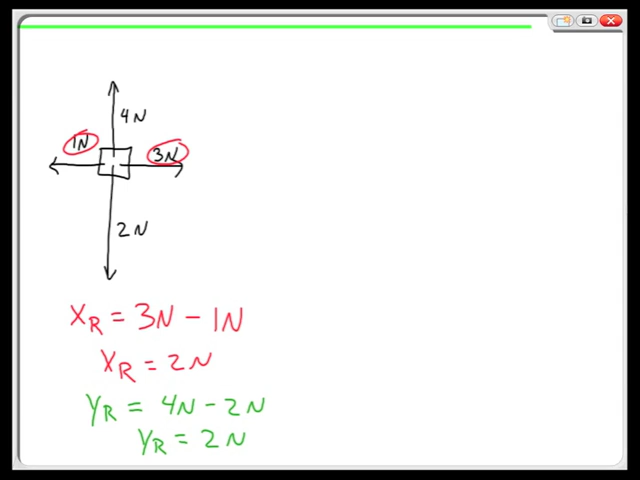 4N
1N
3N
2N
XR = 3N - 1N
XR = 2N
YR = 4N - 2N
YR = 2N